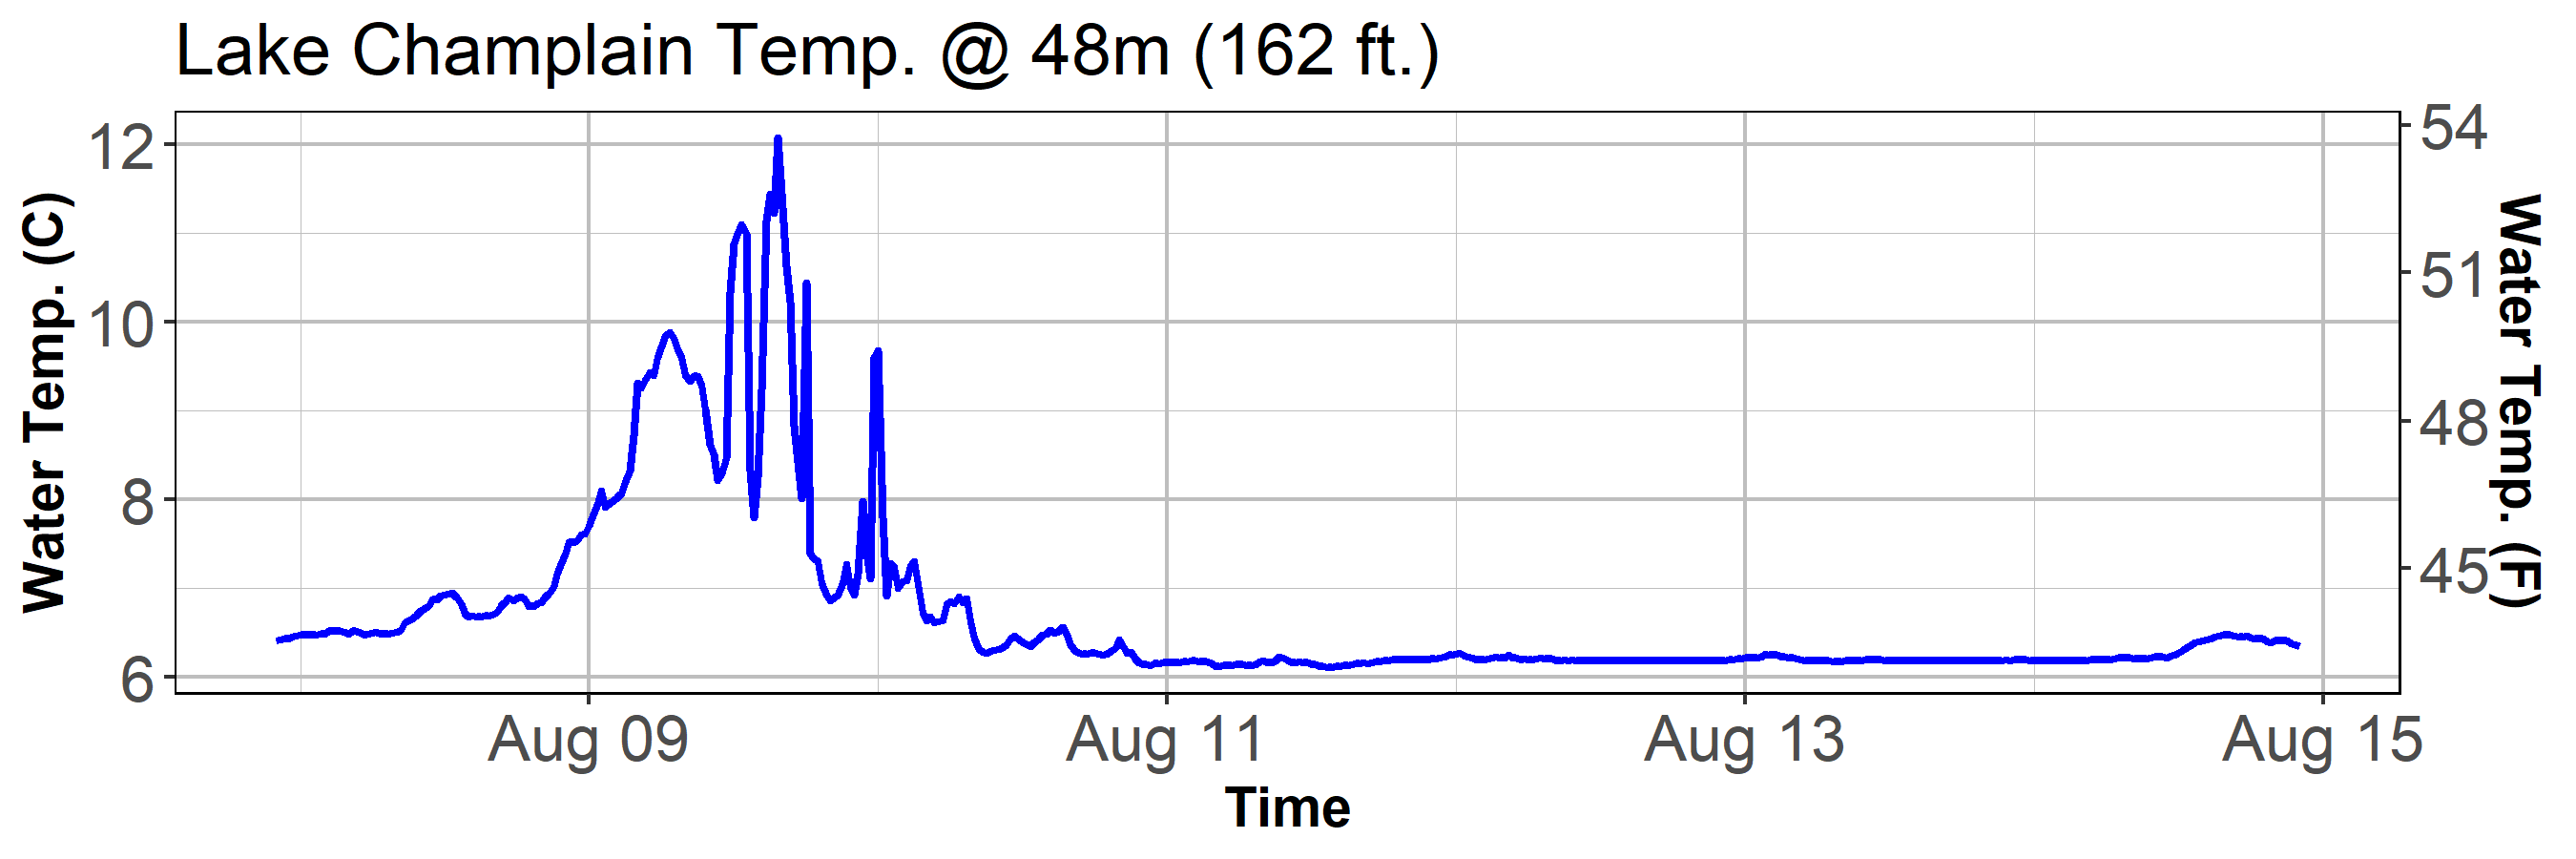 Lake Champlain Temp. @ 48m (162 ft.)
Water Temp. (C)
12
10
8
6
54
51
48
45
Water Temp. (F)
Aug 09 Aug 11 Aug 13 Aug 15
Time